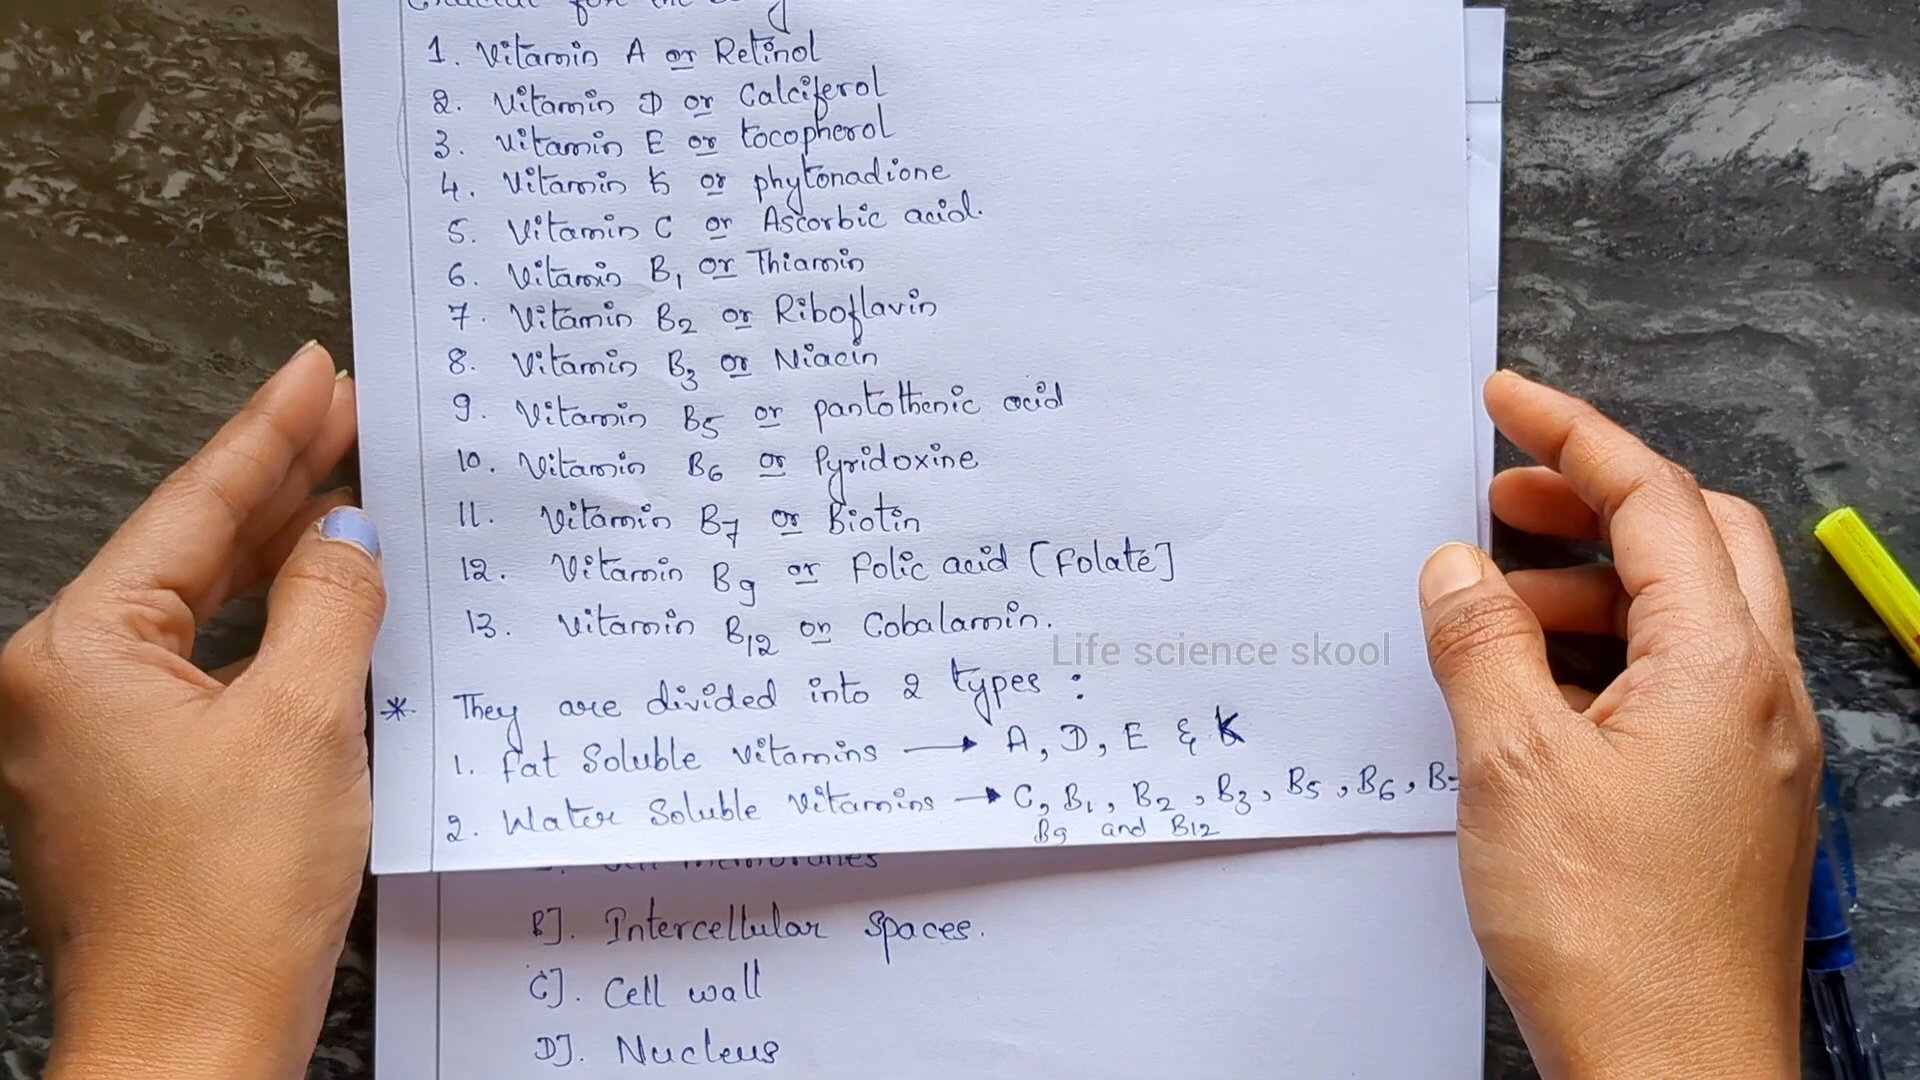 for the
1. Vitamin A or Retinol
2. Vitamin D or Calciferol
3. Vitamin E or tocopherol
4. Vitamin K or phytonadione
5. Vitamin C or Ascorbic acid.
6. Vitamin B1 or Thiamin
7. Vitamin B2 or Riboflavin
8. Vitamin B3 or Niacin
9. Vitamin B5 or pantothenic acid
10. Vitamin B6 or Pyridoxine
11. Vitamin B7 or Biotin
12. Vitamin B9 or Folic acid [Folate]
13. Vitamin B12 or Cobalamin.
Life science skool
* They are divided into 2 types :
1. Fat Soluble vitamins → A, D, E & K
2. Water Soluble vitamins → C, B1, B2, B3, B5, B6, B7
B9 and B12
B]. Intercellular spaces.
C]. Cell wall
D]. Nucleus